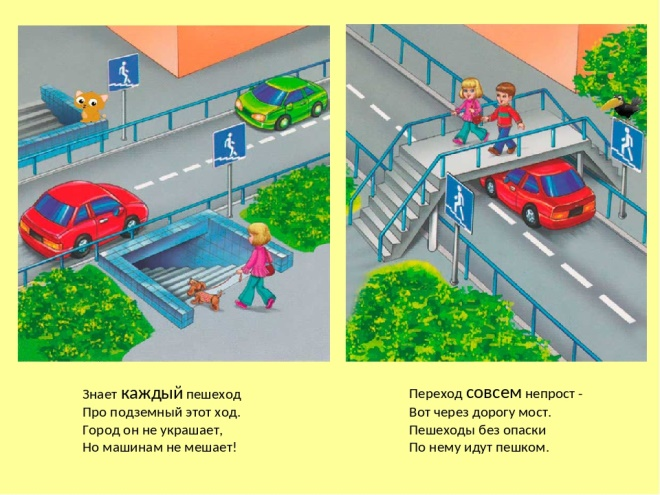 Знает каждый пешеход
Про подземный этот ход.
Город он не украшает,
Но машинам не мешает!
Переход совсем непрост -
Вот через дорогу мост.
Пешеходы без опаски
По нему идут пешком.